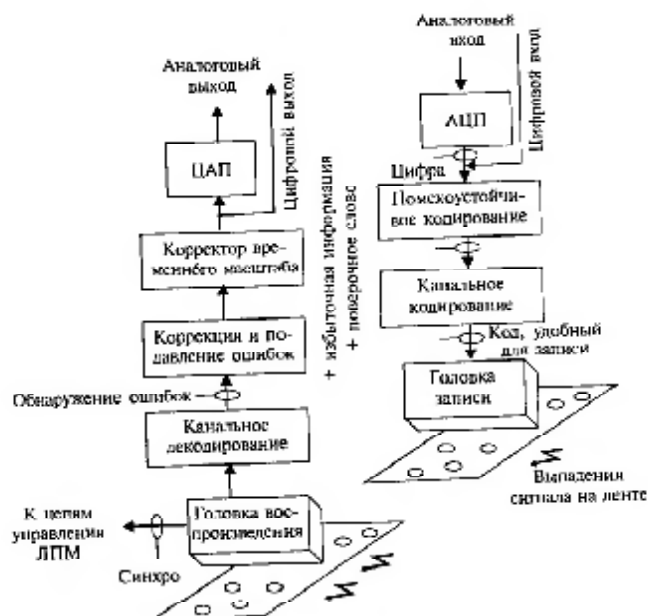 Аналоговый
выход
Цифровой выход
ЦАП
Корректор вре-
менного масштаба
Коррекция и по-
давление ошибок
Обнаружение ошибок
Канальное
декодирование
Головка вос-
произведения
К цепям
управления
ЛПМ
Синхро
+ избыточная информация
+ поверочное слово
Аналоговый
вход
Цифровой вход
АЦП
Цифра
Помехоустойчи-
вое кодирование
Канальное
кодирование
Код, удобный
для записи
Головка
записи
Выпадения
сигнала на ленте